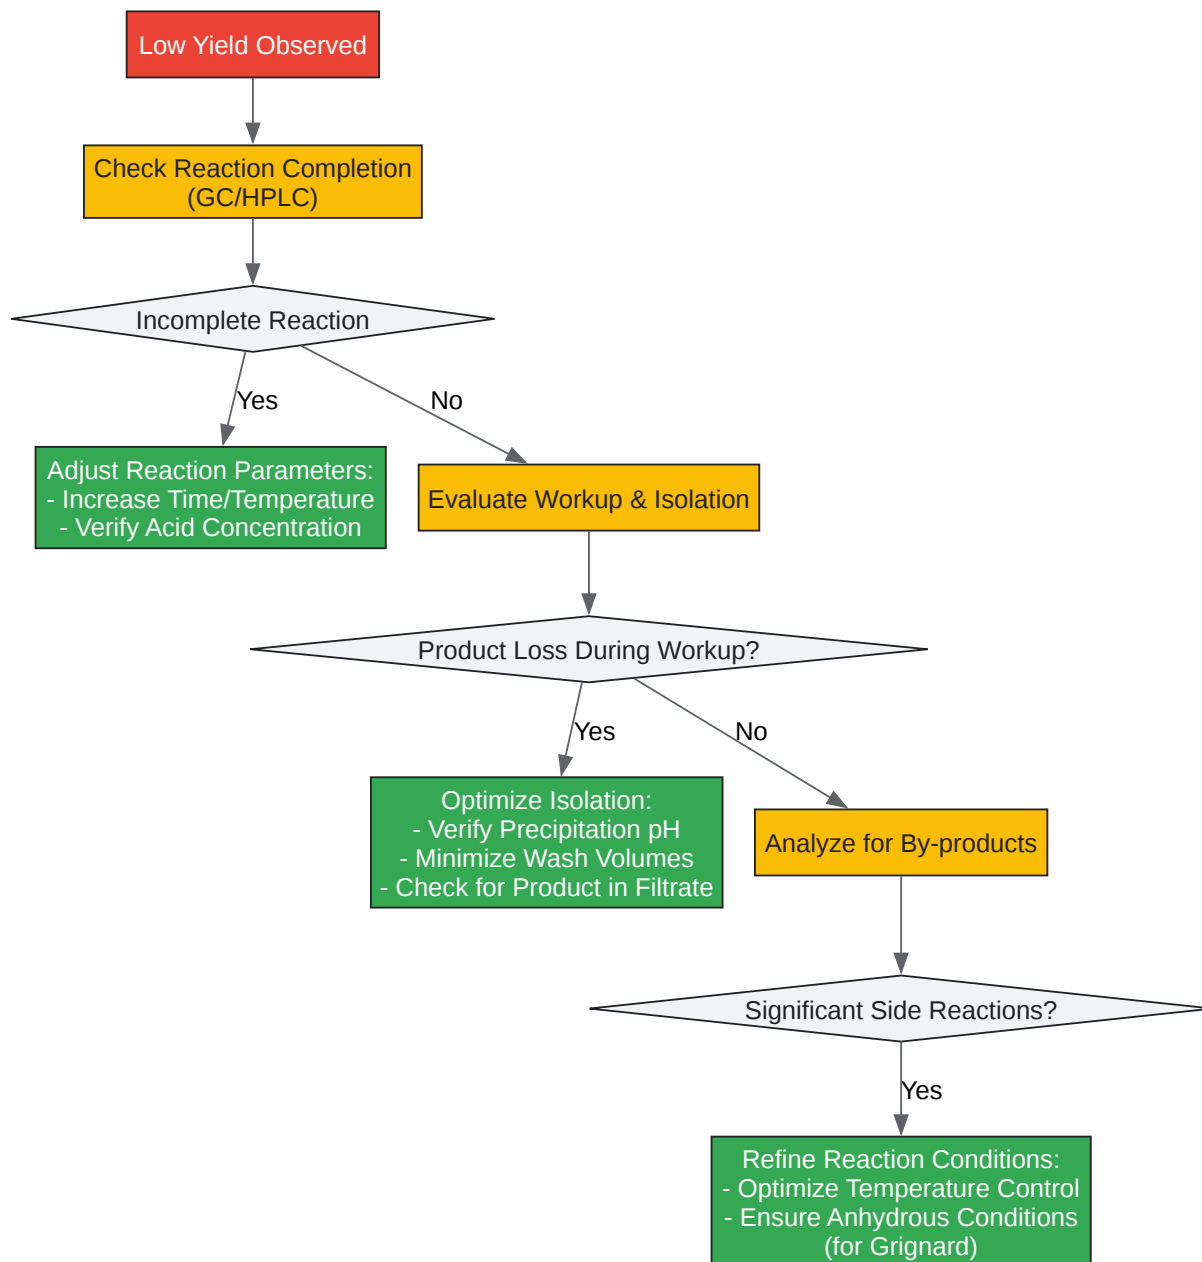 Low Yield Observed
Check Reaction Completion
(GC/HPLC)
Incomplete Reaction
Yes
No
Adjust Reaction Parameters:
- Increase Time/Temperature
- Verify Acid Concentration
Evaluate Workup & Isolation
Product Loss During Workup?
Yes
No
Optimize Isolation:
- Verify Precipitation pH
- Minimize Wash Volumes
- Check for Product in Filtrate
Analyze for By-products
Significant Side Reactions?
Yes
Refine Reaction Conditions:
- Optimize Temperature Control
- Ensure Anhydrous Conditions
(for Grignard)